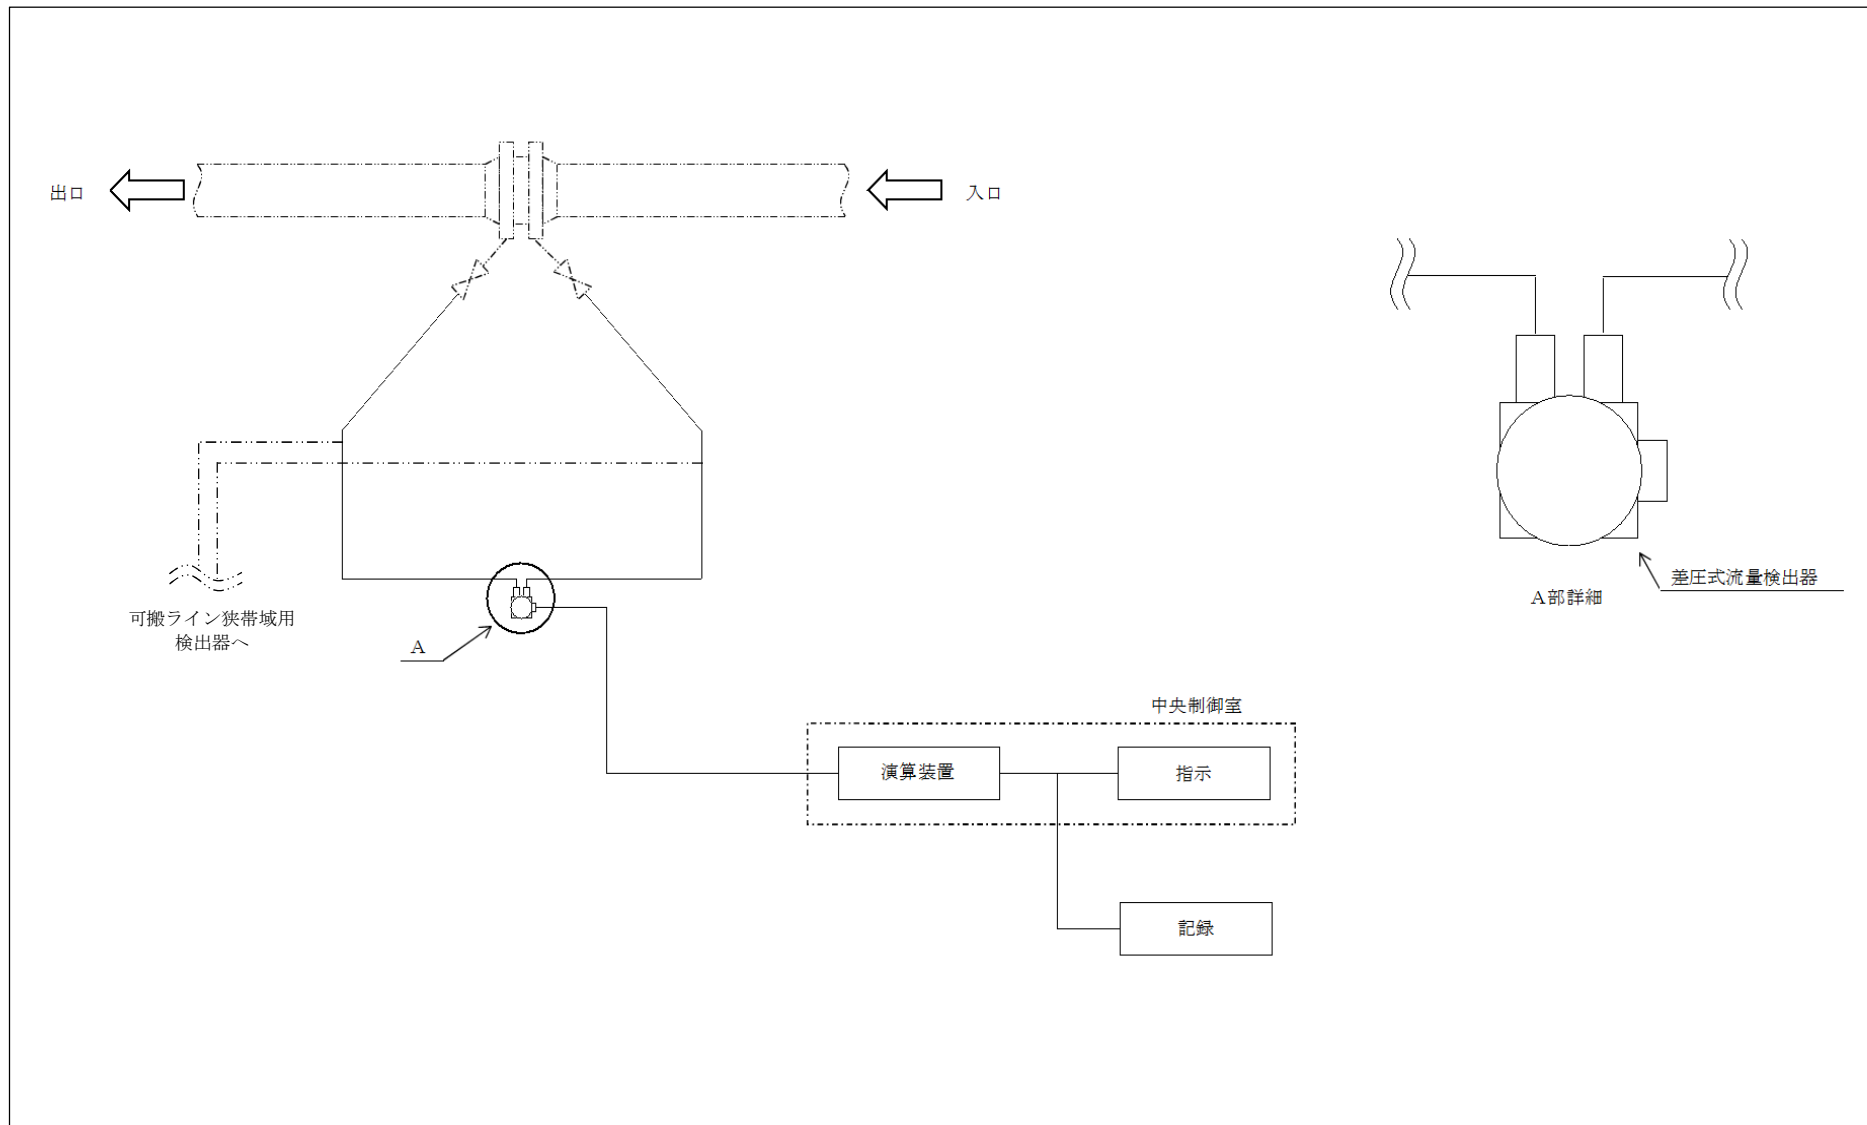 出口
入口
可搬ライン狭帯域用
検出器へ
A
差圧式流量検出器
A部詳細
中央制御室
演算装置
指示
記録